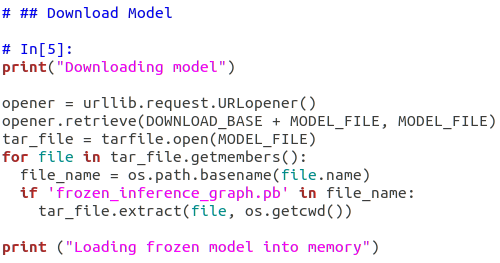 # ## Download Model
# In[5]:
print("Downloading model")
opener = urllib.request.URLopener()
opener.retrieve(DOWNLOAD_BASE + MODEL_FILE, MODEL_FILE)
tar_file = tarfile.open(MODEL_FILE)
for file in tar_file.getmembers():
  file_name = os.path.basename(file.name)
  if 'frozen_inference_graph.pb' in file_name:
    tar_file.extract(file, os.getcwd())
print ("Loading frozen model into memory")